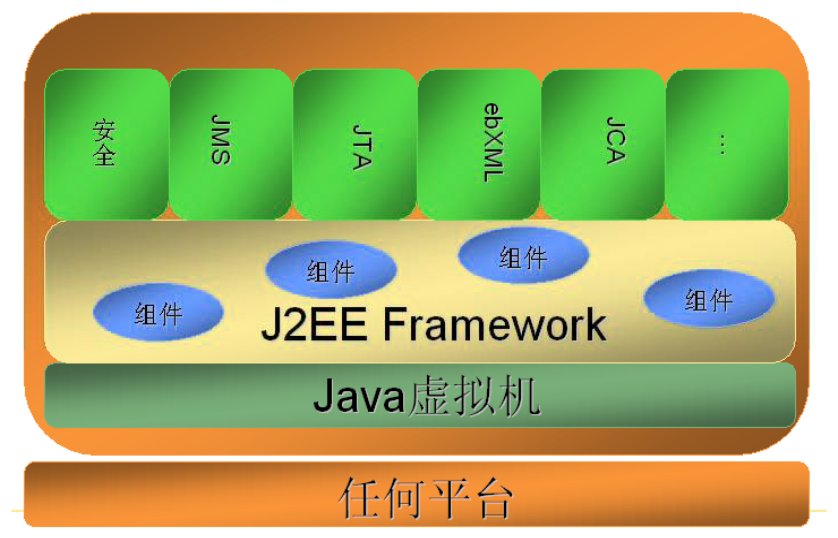 安全
JMS
JTA
ebXML
JCA
...
组件
组件
组件
组件
J2EE Framework
Java虚拟机
任何平台